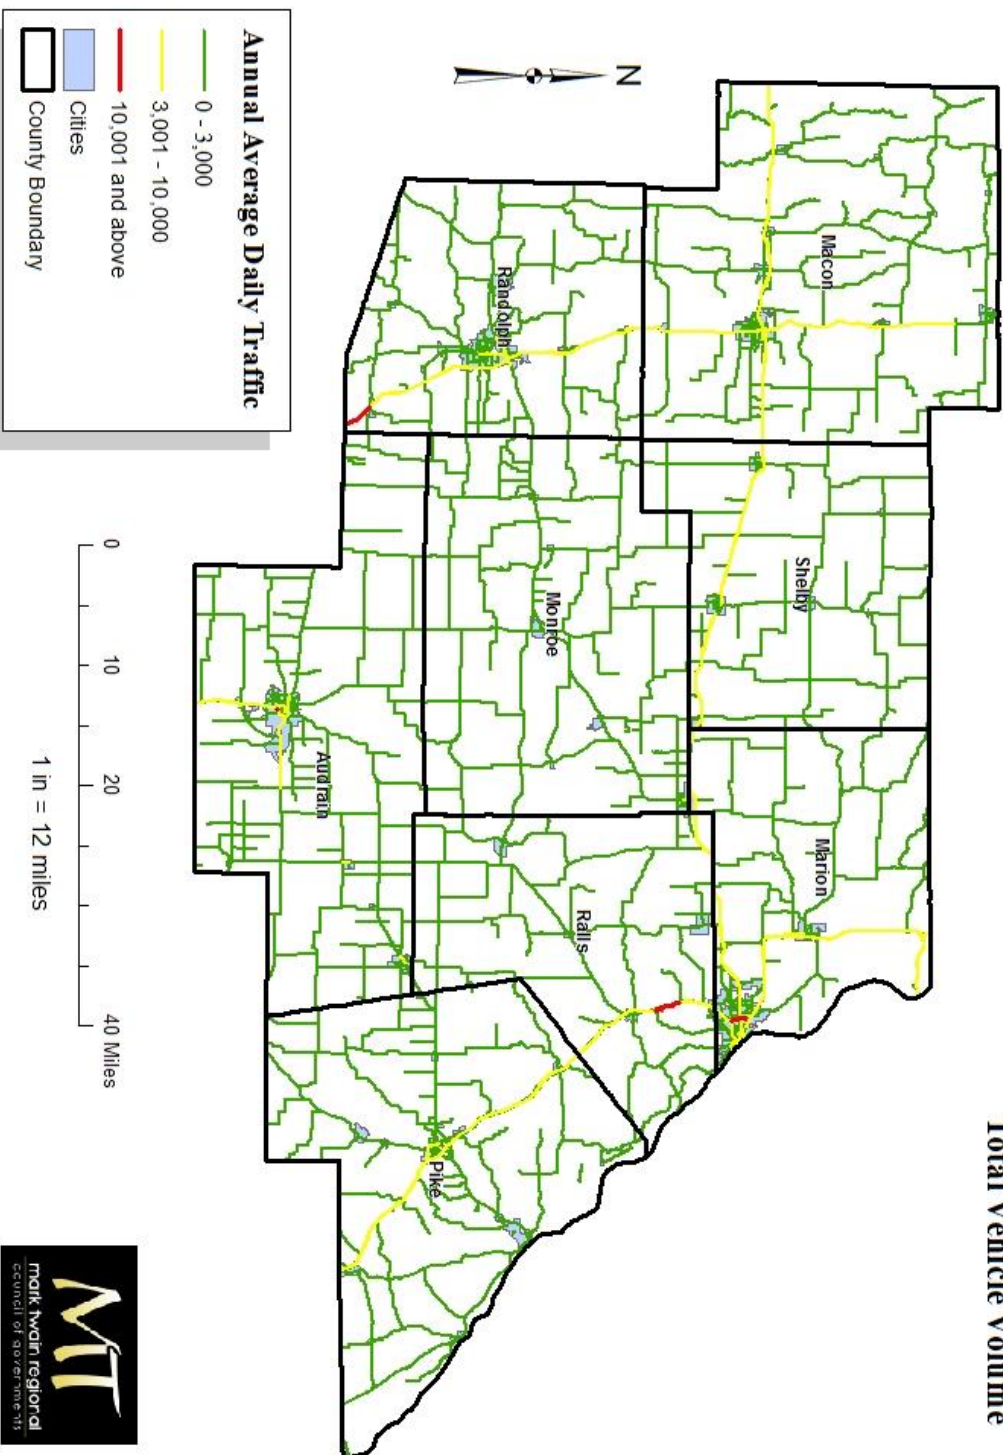 Total Vehicle Volume
N
Macon
Shelby
Marion
Randolph
Monroe
Ralls
Audrain
Pike
Annual Average Daily Traffic
0 - 3,000
3,001 - 10,000
10,001 and above
Cities
County Boundary
0 10 20 40 Miles
1 in = 12 miles
MT
mark twain regional
council of governments